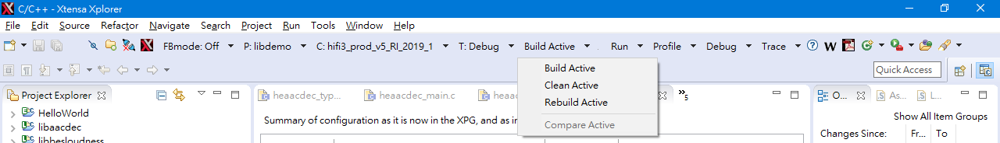 C/C++ - Xtensa Xplorer
File Edit Source Refactor Navigate Search Project Run Tools Window Help
FBmode: Off P: libdemo C: hifi3_prod_v5_RI_2019_1 T: Debug Build Active Run Profile Debug Trace ? W
Build Active
Clean Active
Rebuild Active
Compare Active
Quick Access
Project Explorer
HelloWorld
libaacdec
libbesloudness
heaacdec_typ... heaacdec_main.c heaac »5
Summary of configuration as it is now in the XPG, and as i
O... As... L...
Show All Item Groups
Changes Since: Fr... To